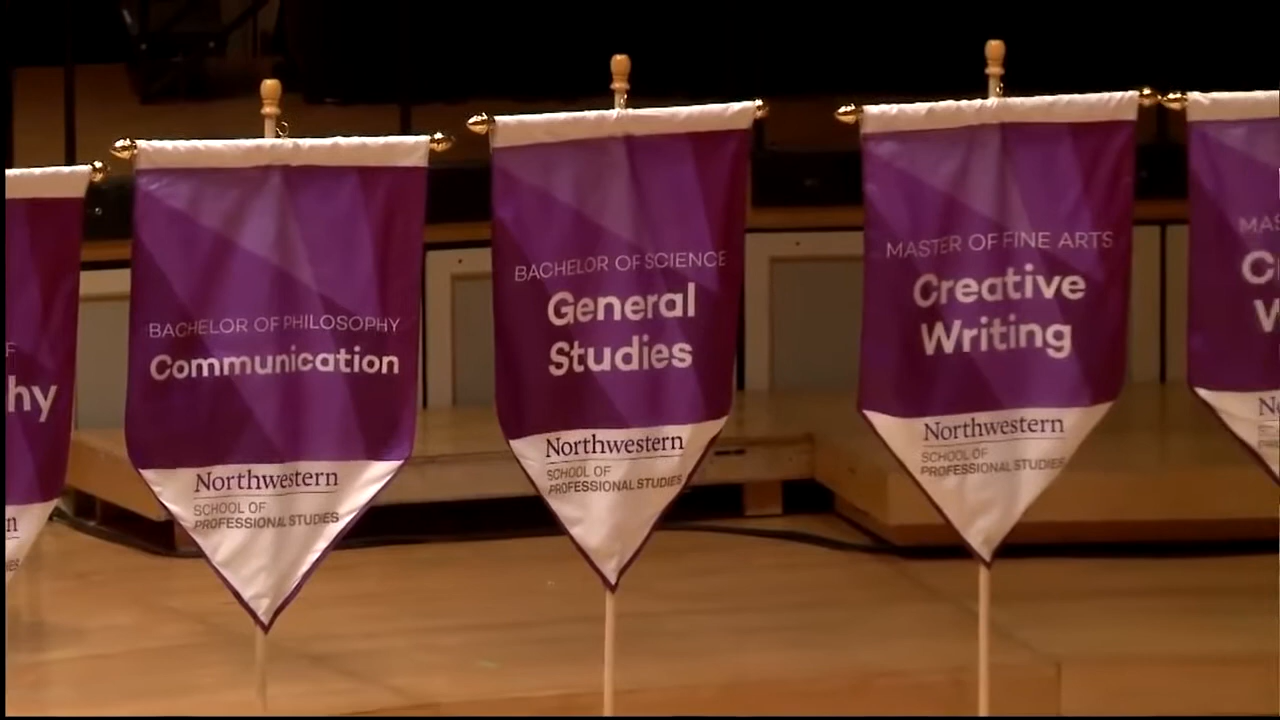 hy
BACHELOR OF PHILOSOPHY
Communication
Northwestern
SCHOOL OF
PROFESSIONAL STUDIES
BACHELOR OF SCIENCE
General
Studies
Northwestern
SCHOOL OF
PROFESSIONAL STUDIES
MASTER OF FINE ARTS
Creative
Writing
Northwestern
SCHOOL OF
PROFESSIONAL STUDIES
MAS
C
W